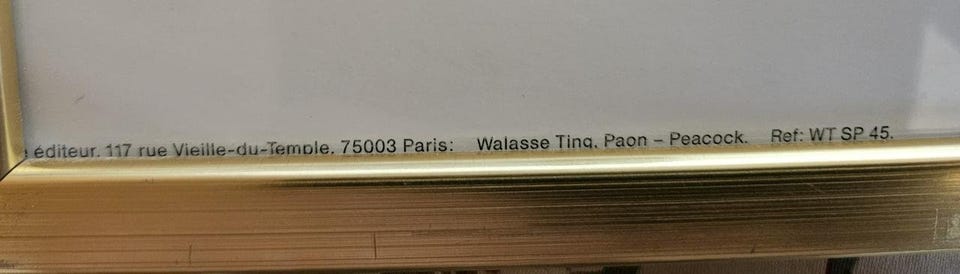 éditeur. 117 rue Vieille-du-Temple. 75003 Paris: Walasse Ting. Paon – Peacock. Ref: WT SP 45.